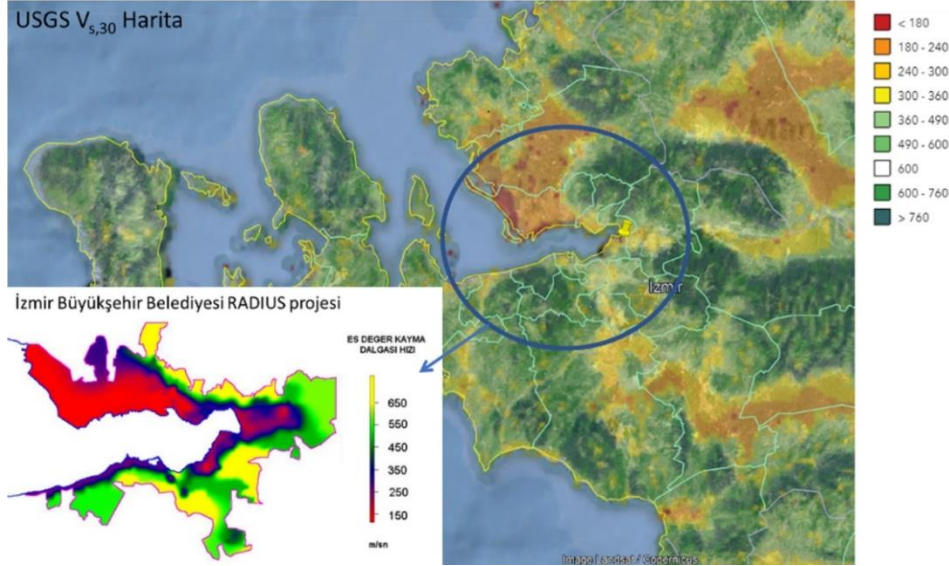 USGS Vs,30 Harita
< 180
180 - 240
240 - 300
300 - 360
360 - 490
490 - 600
600
600 - 760
> 760
İzmir
İzmir Büyükşehir Belediyesi RADIUS projesi
ES DEGER KAYMA
DALGASI HIZI
650
550
450
350
250
150
m/sn
Image Landsat / Copernicus